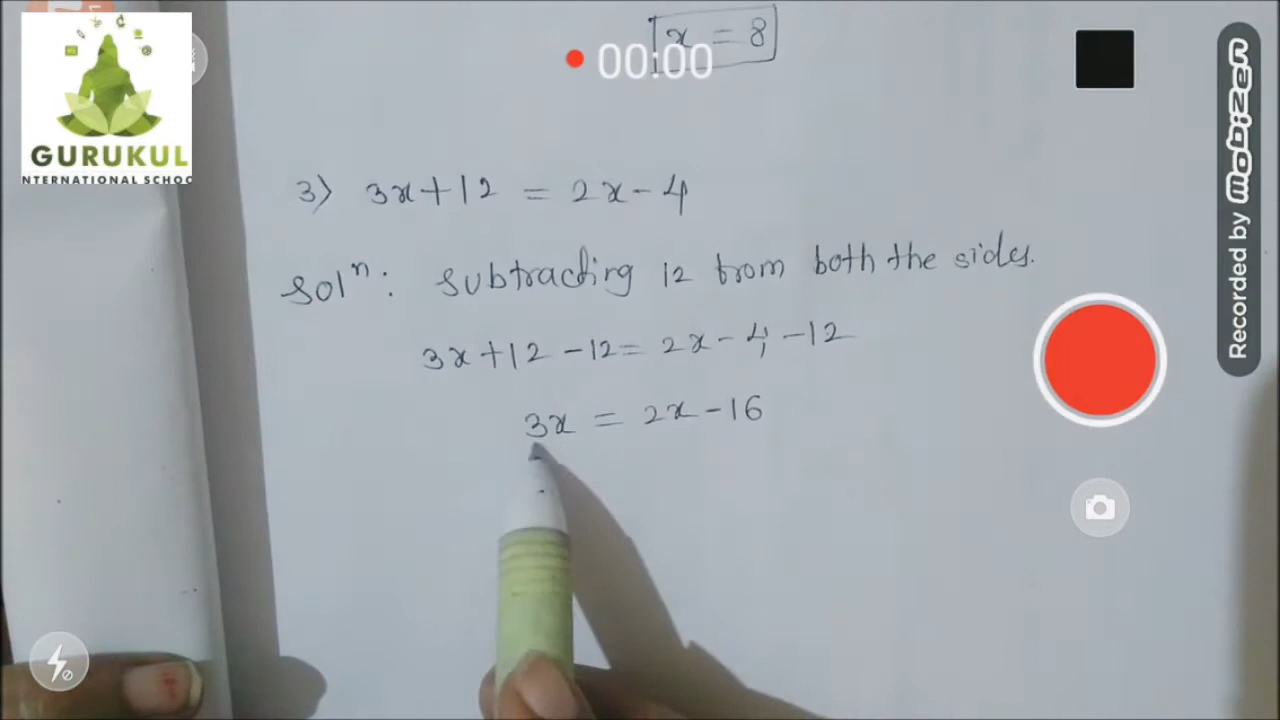 x = 8
00:00
GURUKUL
NTERNATIONAL SCHOO
3) 3x+12 = 2x-4
Solⁿ: Subtracting 12 from both the sides.
3x+12-12=2x-4-12
3x = 2x-16
Recorded by mobizen